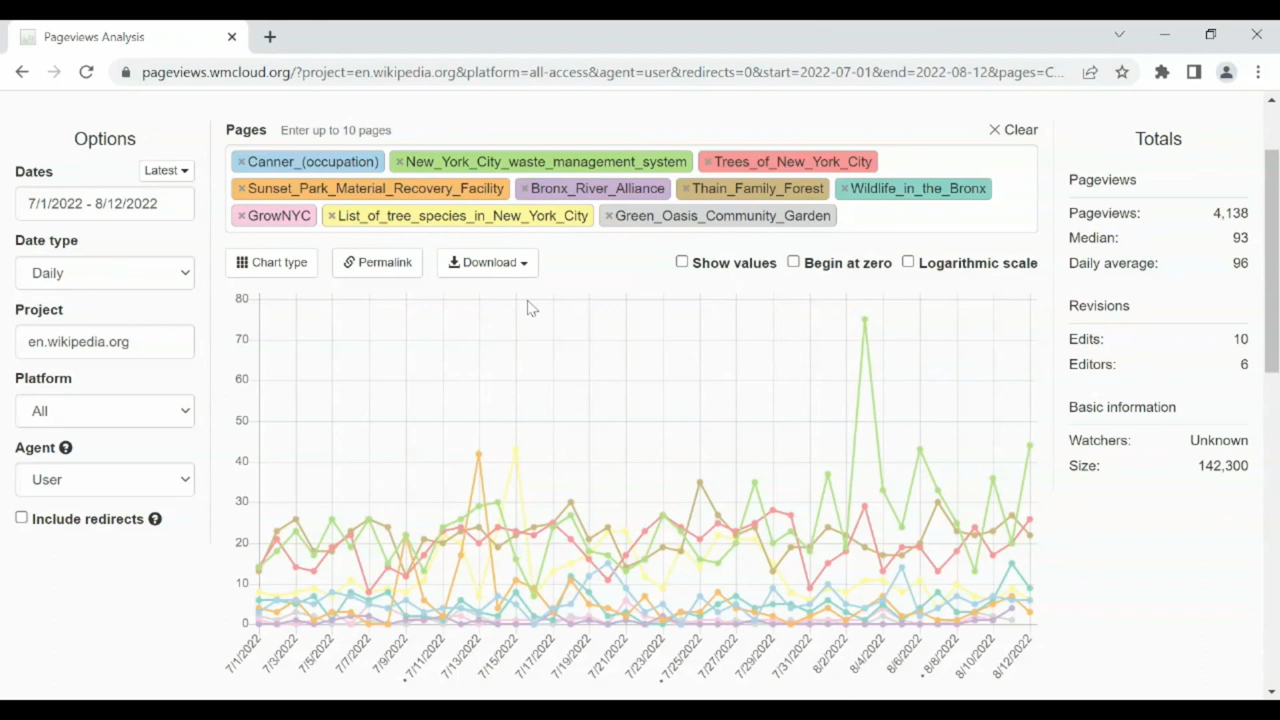 Pageviews Analysis
pageviews.wmcloud.org/?project=en.wikipedia.org&platform=all-access&agent=user&redirects=0&start=2022-07-01&end=2022-08-12&pages=C...
Options
Dates
Latest
7/1/2022 - 8/12/2022
Date type
Daily
Project
en.wikipedia.org
Platform
All
Agent
User
Include redirects
Pages Enter up to 10 pages
Clear
Canner_(occupation) New_York_City_waste_management_system Trees_of_New_York_City
Sunset_Park_Material_Recovery_Facility Bronx_River_Alliance Thain_Family_Forest Wildlife_in_the_Bronx
GrowNYC List_of_tree_species_in_New_York_City Green_Oasis_Community_Garden
Chart type Permalink Download Show values Begin at zero Logarithmic scale
80
70
60
50
40
30
20
10
0
7/1/2022 7/3/2022 7/5/2022 7/7/2022 7/9/2022 • 7/11/2022 7/13/2022 7/15/2022 7/17/2022 7/19/2022 7/21/2022 7/23/2022 • 7/25/2022 7/27/2022 7/29/2022 7/31/2022 8/2/2022 8/4/2022 8/6/2022 • 8/8/2022 8/10/2022 8/12/2022
Totals
Pageviews
Pageviews: 4,138
Median: 93
Daily average: 96
Revisions
Edits: 10
Editors: 6
Basic information
Watchers: Unknown
Size: 142,300